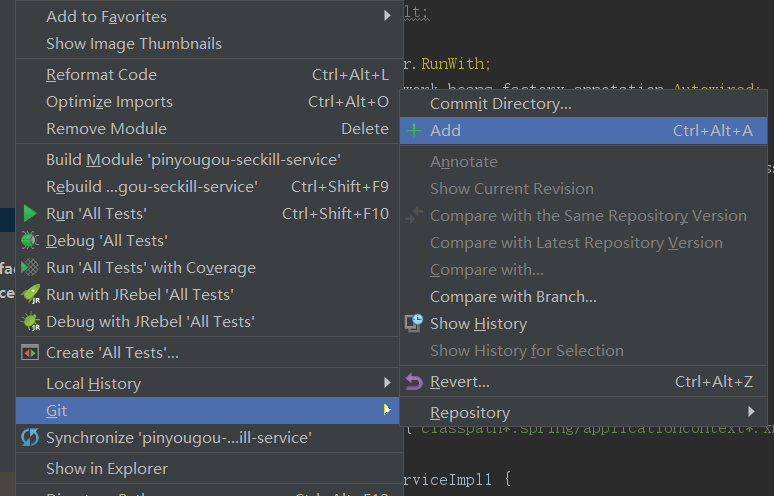 Add to Favorites
Show Image Thumbnails
Reformat Code Ctrl+Alt+L
Optimize Imports Ctrl+Alt+O
Remove Module Delete
Build Module 'pinyougou-seckill-service'
Rebuild ...gou-seckill-service' Ctrl+Shift+F9
Run 'All Tests' Ctrl+Shift+F10
Debug 'All Tests'
Run 'All Tests' with Coverage
Run with JRebel 'All Tests'
Debug with JRebel 'All Tests'
Create 'All Tests'...
Local History
Git
Synchronize 'pinyougou-...ill-service'
Show in Explorer
lt;
r.RunWith;
work.beans.factory.annotation.Autowired;
Commit Directory...
Add Ctrl+Alt+A
Annotate
Show Current Revision
Compare with the Same Repository Version
Compare with Latest Repository Version
Compare with...
Compare with Branch...
Show History
Show History for Selection
Revert... Ctrl+Alt+Z
Repository
classpath*:spring/applicationContext*.x
rviceImpl1 {